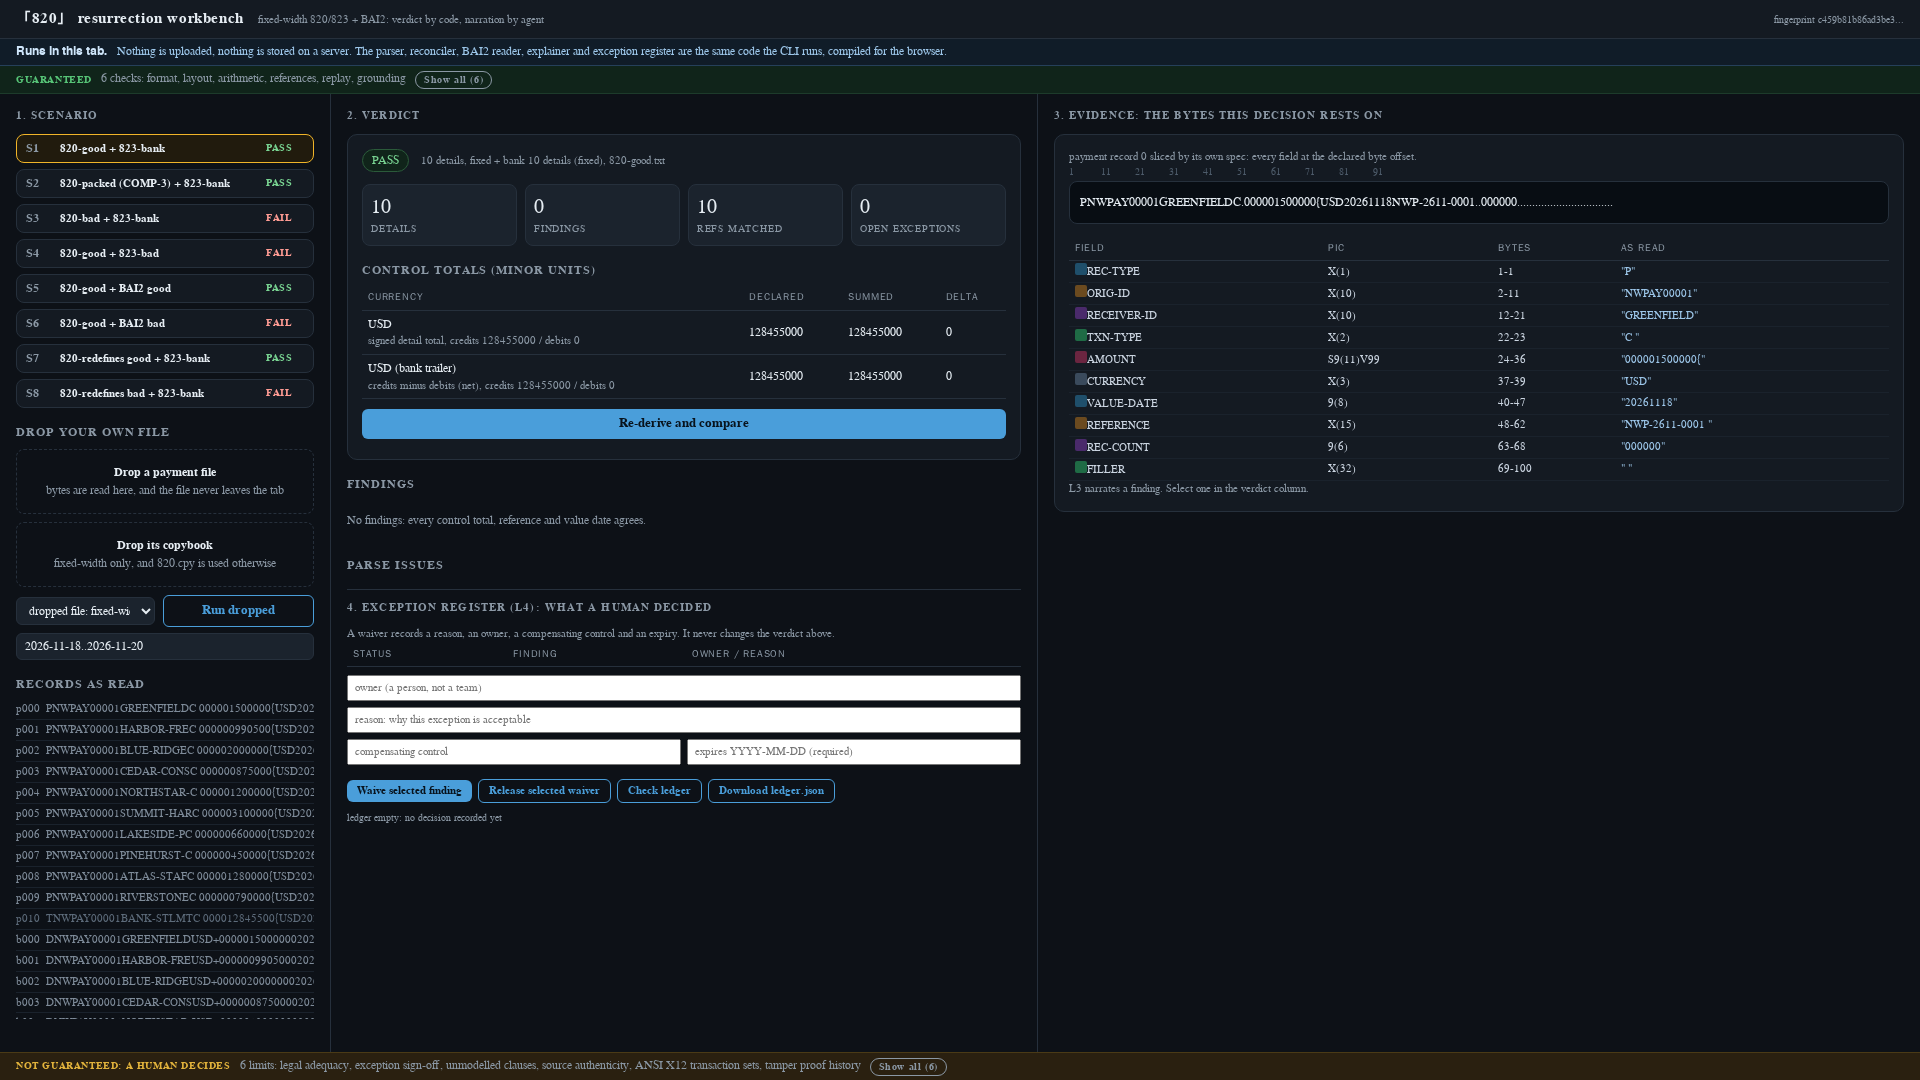 「820」 resurrection workbench fixed-width 820/823 + BAI2: verdict by code, narration by agent fingerprint c459b81b86ad3be3...
Runs in this tab. Nothing is uploaded, nothing is stored on a server. The parser, reconciler, BAI2 reader, explainer and exception register are the same code the CLI runs, compiled for the browser.
GUARANTEED 6 checks: format, layout, arithmetic, references, replay, grounding Show all (6)
1. SCENARIO
S1 820-good + 823-bank PASS
S2 820-packed (COMP-3) + 823-bank PASS
S3 820-bad + 823-bank FAIL
S4 820-good + 823-bad FAIL
S5 820-good + BAI2 good PASS
S6 820-good + BAI2 bad FAIL
S7 820-redefines good + 823-bank PASS
S8 820-redefines bad + 823-bank FAIL
DROP YOUR OWN FILE
Drop a payment file
bytes are read here, and the file never leaves the tab
Drop its copybook
fixed-width only, and 820.cpy is used otherwise
dropped file: fixed-wi Run dropped
2026-11-18..2026-11-20
RECORDS AS READ
p000 PNWPAY00001GREENFIELDC 000001500000{USD202
p001 PNWPAY00001HARBOR-FREC 000000990500{USD202
p002 PNWPAY00001BLUE-RIDGEC 000002000000{USD202
p003 PNWPAY00001CEDAR-CONSC 000000875000{USD202
p004 PNWPAY00001NORTHSTAR-C 000001200000{USD202
p005 PNWPAY00001SUMMIT-HARC 000003100000{USD202
p006 PNWPAY00001LAKESIDE-PC 000000660000{USD2026
p007 PNWPAY00001PINEHURST-C 000000450000{USD2026
p008 PNWPAY00001ATLAS-STAFC 000001280000{USD202
p009 PNWPAY00001RIVERSTONEC 000000790000{USD202
p010 TNWPAY00001BANK-STLMTC 000012845500{USD20
b000 DNWPAY00001GREENFIELDUSD+0000015000000202
b001 DNWPAY00001HARBOR-FREUSD+0000009905000202
b002 DNWPAY00001BLUE-RIDGEUSD+0000020000000202
b003 DNWPAY00001CEDAR-CONSUSD+0000008750000202
2. VERDICT
PASS 10 details, fixed + bank 10 details (fixed), 820-good.txt
10 0 10 0
DETAILS FINDINGS REFS MATCHED OPEN EXCEPTIONS
CONTROL TOTALS (MINOR UNITS)
CURRENCY DECLARED SUMMED DELTA
USD 128455000 128455000 0
signed detail total, credits 128455000 / debits 0
USD (bank trailer) 128455000 128455000 0
credits minus debits (net), credits 128455000 / debits 0
Re-derive and compare
FINDINGS
No findings: every control total, reference and value date agrees.
PARSE ISSUES
4. EXCEPTION REGISTER (L4): WHAT A HUMAN DECIDED
A waiver records a reason, an owner, a compensating control and an expiry. It never changes the verdict above.
STATUS FINDING OWNER / REASON
owner (a person, not a team)
reason: why this exception is acceptable
compensating control expires YYYY-MM-DD (required)
Waive selected finding Release selected waiver Check ledger Download ledger.json
ledger empty: no decision recorded yet
3. EVIDENCE: THE BYTES THIS DECISION RESTS ON
payment record 0 sliced by its own spec: every field at the declared byte offset.
1 11 21 31 41 51 61 71 81 91
PNWPAY00001GREENFIELDC.000001500000{USD20261118NWP-2611-0001..000000................................
FIELD PIC BYTES AS READ
REC-TYPE X(1) 1-1 "P"
ORIG-ID X(10) 2-11 "NWPAY00001"
RECEIVER-ID X(10) 12-21 "GREENFIELD"
TXN-TYPE X(2) 22-23 "C "
AMOUNT S9(11)V99 24-36 "000001500000{"
CURRENCY X(3) 37-39 "USD"
VALUE-DATE 9(8) 40-47 "20261118"
REFERENCE X(15) 48-62 "NWP-2611-0001 "
REC-COUNT 9(6) 63-68 "000000"
FILLER X(32) 69-100 " "
L3 narrates a finding. Select one in the verdict column.
NOT GUARANTEED: A HUMAN DECIDES 6 limits: legal adequacy, exception sign-off, unmodelled clauses, source authenticity, ANSI X12 transaction sets, tamper proof history Show all (6)